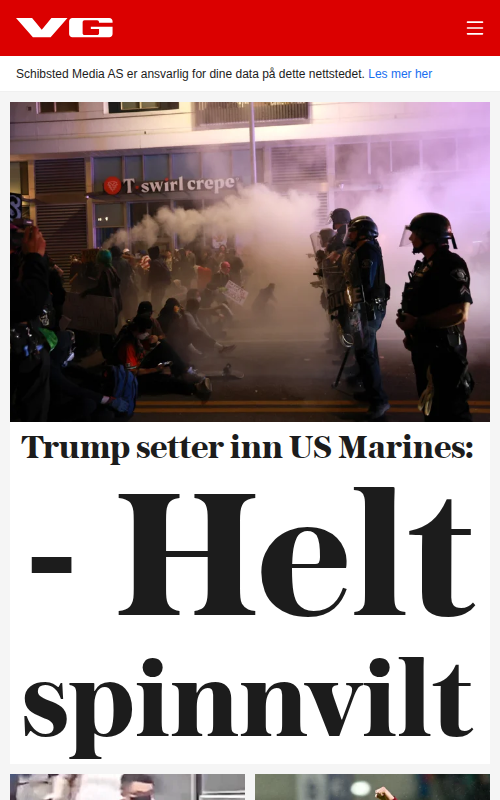 VG
Schibsted Media AS er ansvarlig for dine data på dette nettstedet. Les mer her
T swirl crepe
Trump setter inn US Marines:
- Helt
spinnvilt